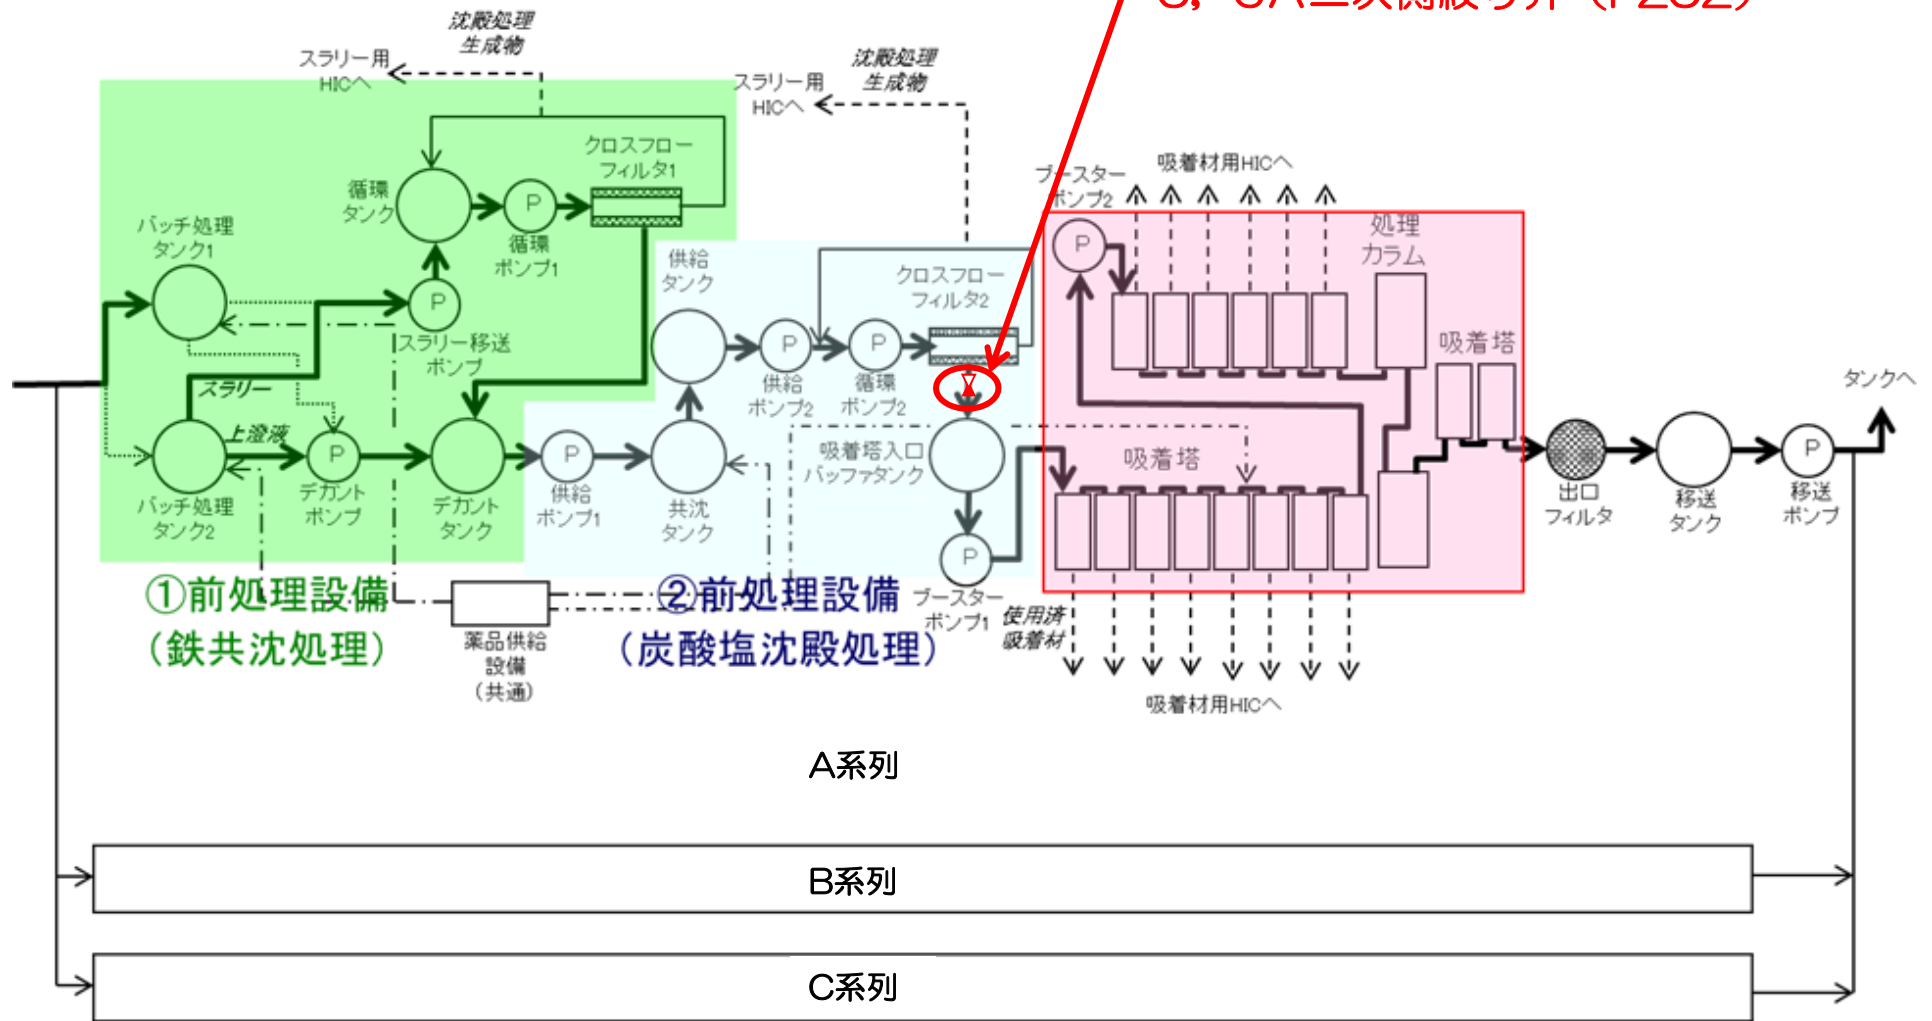 沈殿処理
生成物
スラリー用
HICへ
沈殿処理
生成物
スラリー用
HICへ
クロスフロー
フィルタ1
循環
タンク
P
循環
ポンプ1
バッチ処理
タンク1
P
スラリー移送
ポンプ
スラリー
上澄液
バッチ処理
タンク2
P
デカント
ポンプ
デカント
タンク
供給
タンク
クロスフロー
フィルタ2
P
供給
ポンプ2
P
循環
ポンプ2
P
供給
ポンプ1
共沈
タンク
吸着塔入口
バッファタンク
P
ブースター
ポンプ1
ブースター
ポンプ2
P
吸着材用HICへ
処理
カラム
吸着塔
吸着塔
使用済
吸着材
吸着材用HICへ
出口
フィルタ
移送
タンク
P
移送
ポンプ
タンクへ
①前処理設備
（鉄共沈処理）
薬品供給
設備
（共通）
②前処理設備
（炭酸塩沈殿処理）
A系列
B系列
C系列